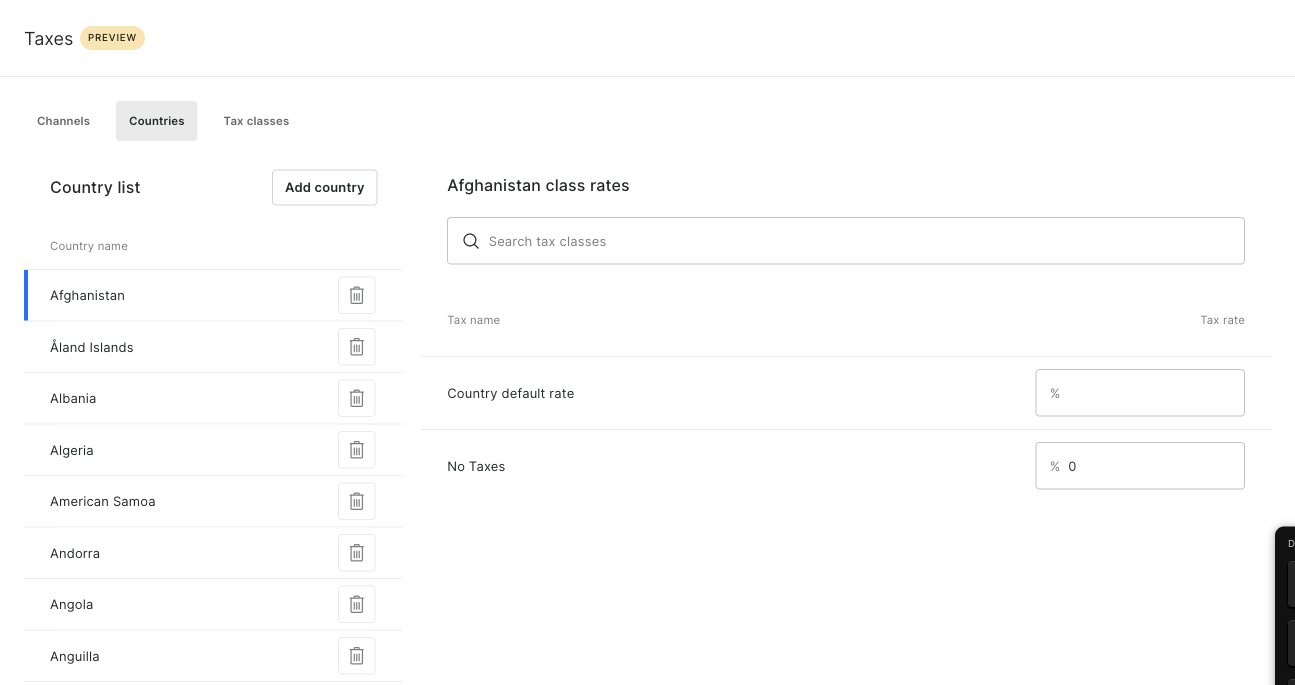 Taxes PREVIEW
Channels Countries Tax classes
Country list Add country
Country name
Afghanistan
Åland Islands
Albania
Algeria
American Samoa
Andorra
Angola
Anguilla
Afghanistan class rates
Search tax classes
Tax name Tax rate
Country default rate %
No Taxes % 0